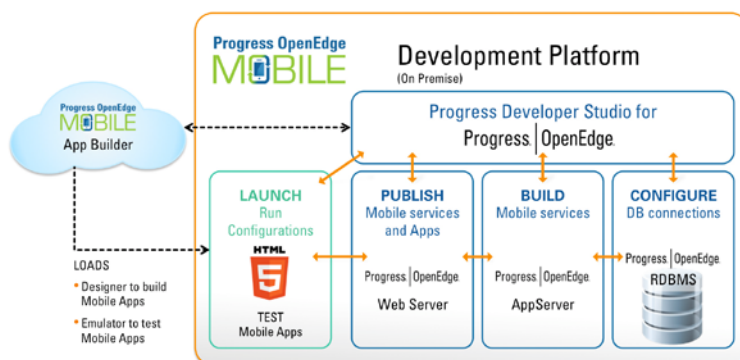 Progress OpenEdge
MOBILE
Development Platform
(On Premise)
Progress OpenEdge
MOBILE
App Builder
Progress Developer Studio for
Progress | OpenEdge
LAUNCH
Run
Configurations
HTML
5
TEST
Mobile Apps
PUBLISH
Mobile services
and Apps
Progress | OpenEdge
Web Server
BUILD
Mobile services
Progress | OpenEdge
AppServer
CONFIGURE
DB connections
Progress | OpenEdge
RDBMS
LOADS
▪ Designer to build
Mobile Apps
▪ Emulator to test
Mobile Apps